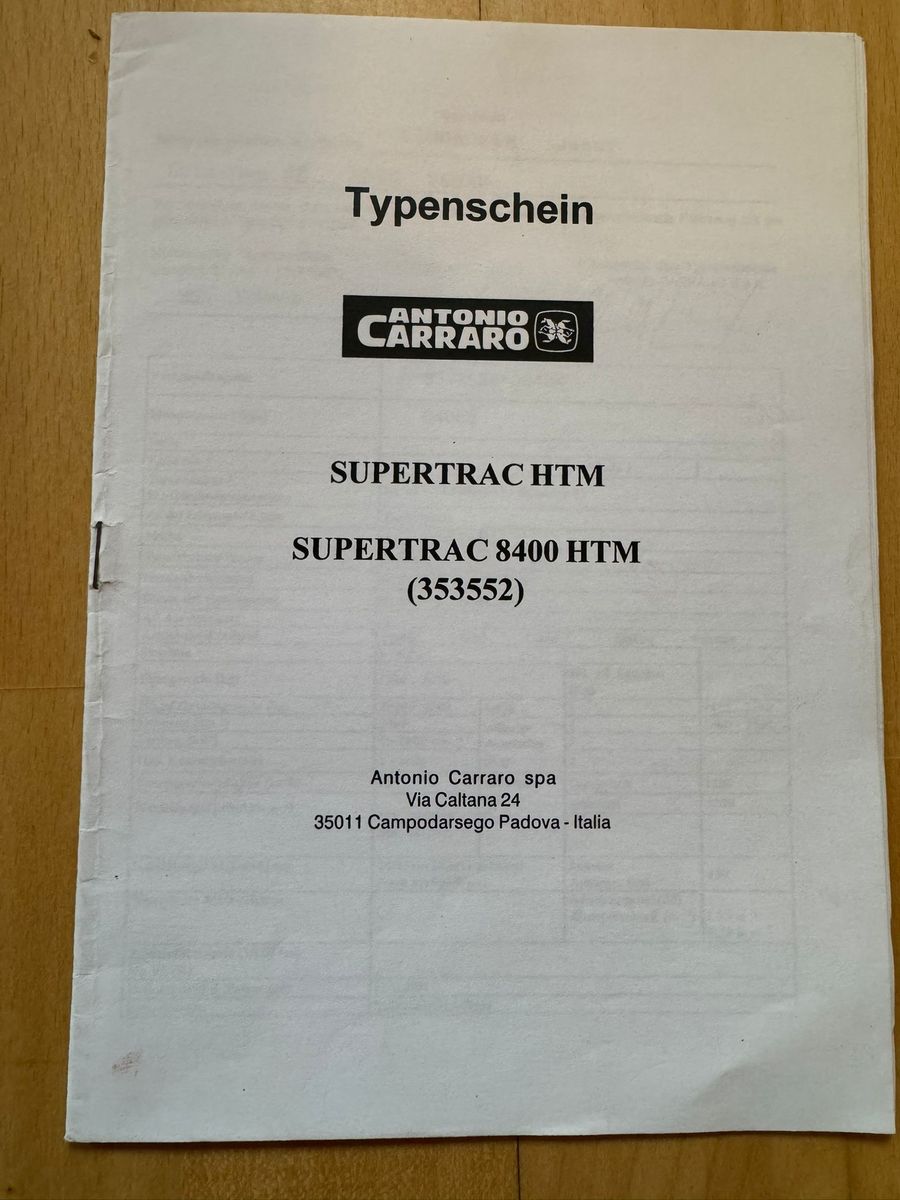 Typenschein
ANTONIO
CARRARO
SUPERTRAC HTM
SUPERTRAC 8400 HTM
(353552)
Antonio Carraro spa
Via Caltana 24
35011 Campodarsego Padova - Italia